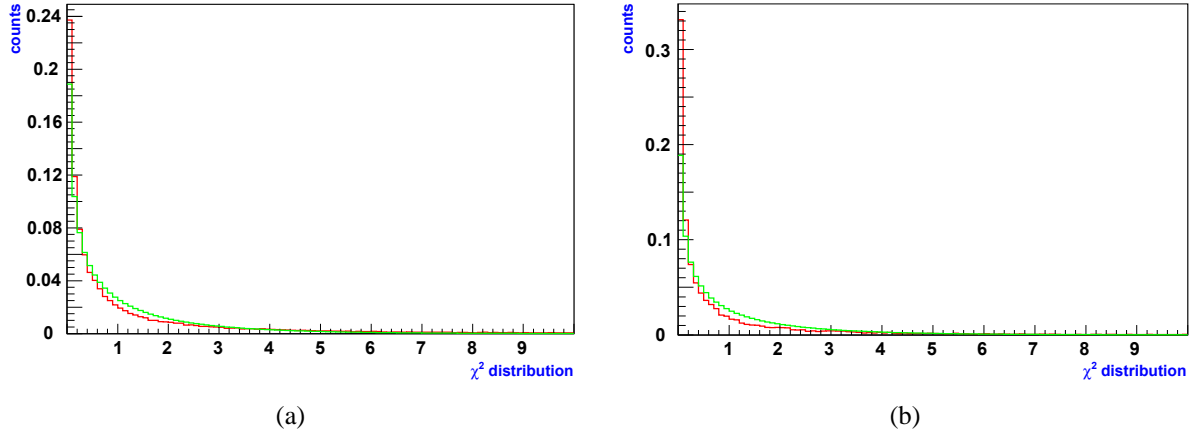 counts
0.24
0.2
0.16
0.12
0.08
0.04
0
1 2 3 4 5 6 7 8 9
χ² distribution
(a)
counts
0.3
0.2
0.1
0
1 2 3 4 5 6 7 8 9
χ² distribution
(b)